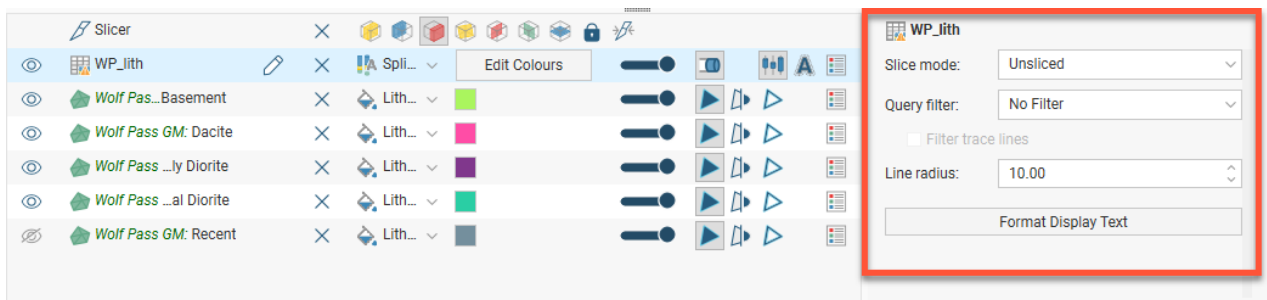 Slicer
WP_lith Spli... Edit Colours A
Wolf Pas...Basement Lith...
Wolf Pass GM: Dacite Lith...
Wolf Pass ...ly Diorite Lith...
Wolf Pass ...al Diorite Lith...
Wolf Pass GM: Recent Lith...
WP_lith
Slice mode: Unsliced
Query filter: No Filter
Filter trace lines
Line radius: 10.00
Format Display Text